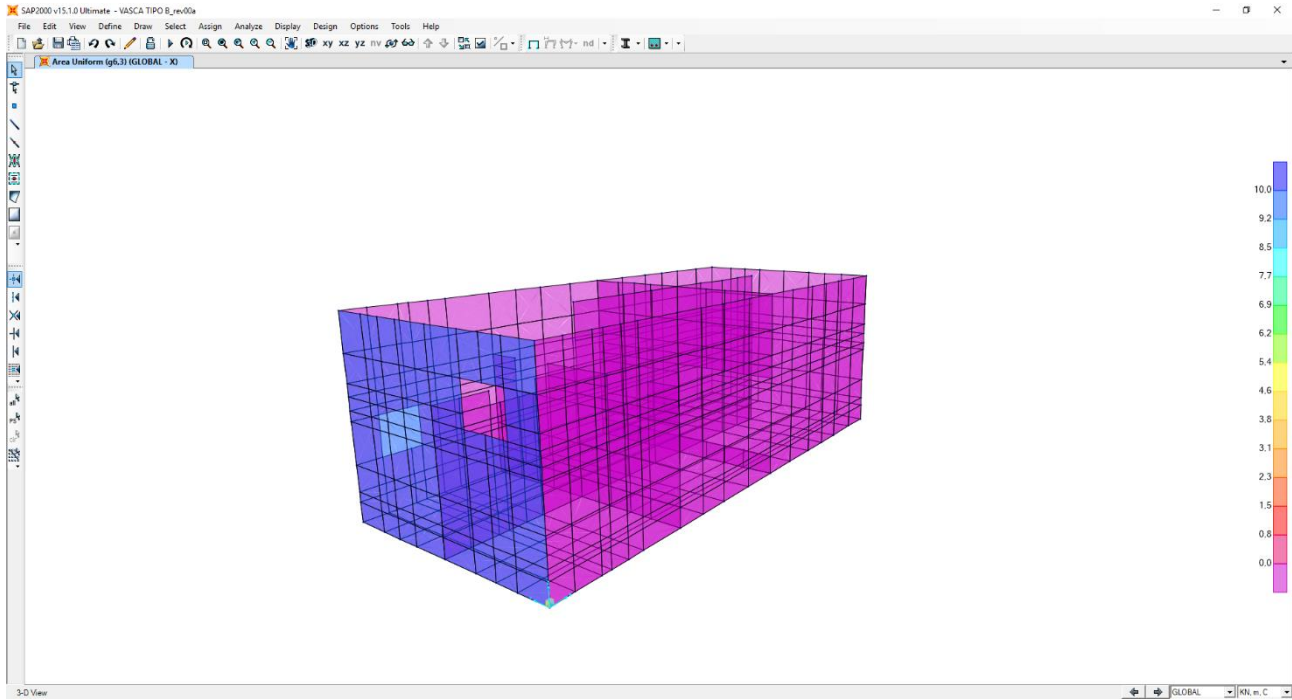 SAP2000 v15.1.0 Ultimate - VASCA TIPO B_rev00a
File Edit View Define Draw Select Assign Analyze Display Design Options Tools Help
3D xy xz yz nv nd
Area Uniform (g6,3) (GLOBAL - X)
10.0
9.2
8.5
7.7
6.9
6.2
5.4
4.6
3.8
3.1
2.3
1.5
0.8
0.0
3-D View
GLOBAL
KN, m, C